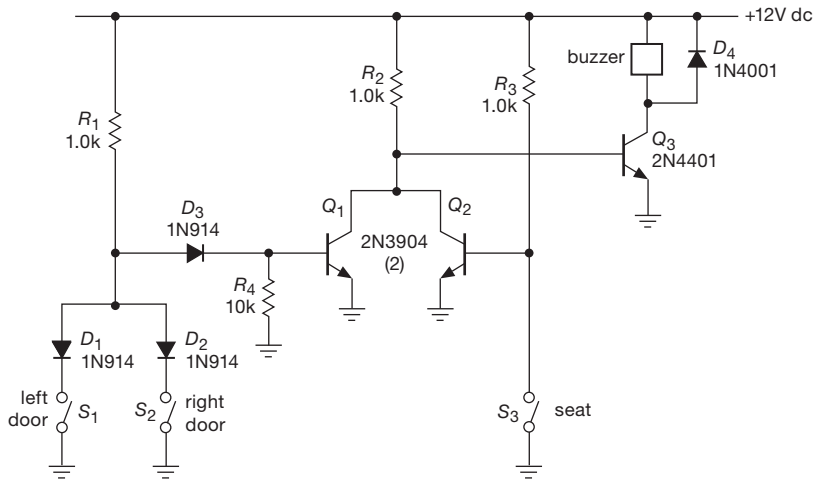 +12V dc
buzzer
D4
1N4001
R2
1.0k
R3
1.0k
R1
1.0k
Q3
2N4401
D3
1N914
Q1
Q2
2N3904
(2)
R4
10k
D1
1N914
D2
1N914
left
door
S1
S2
right
door
S3
seat